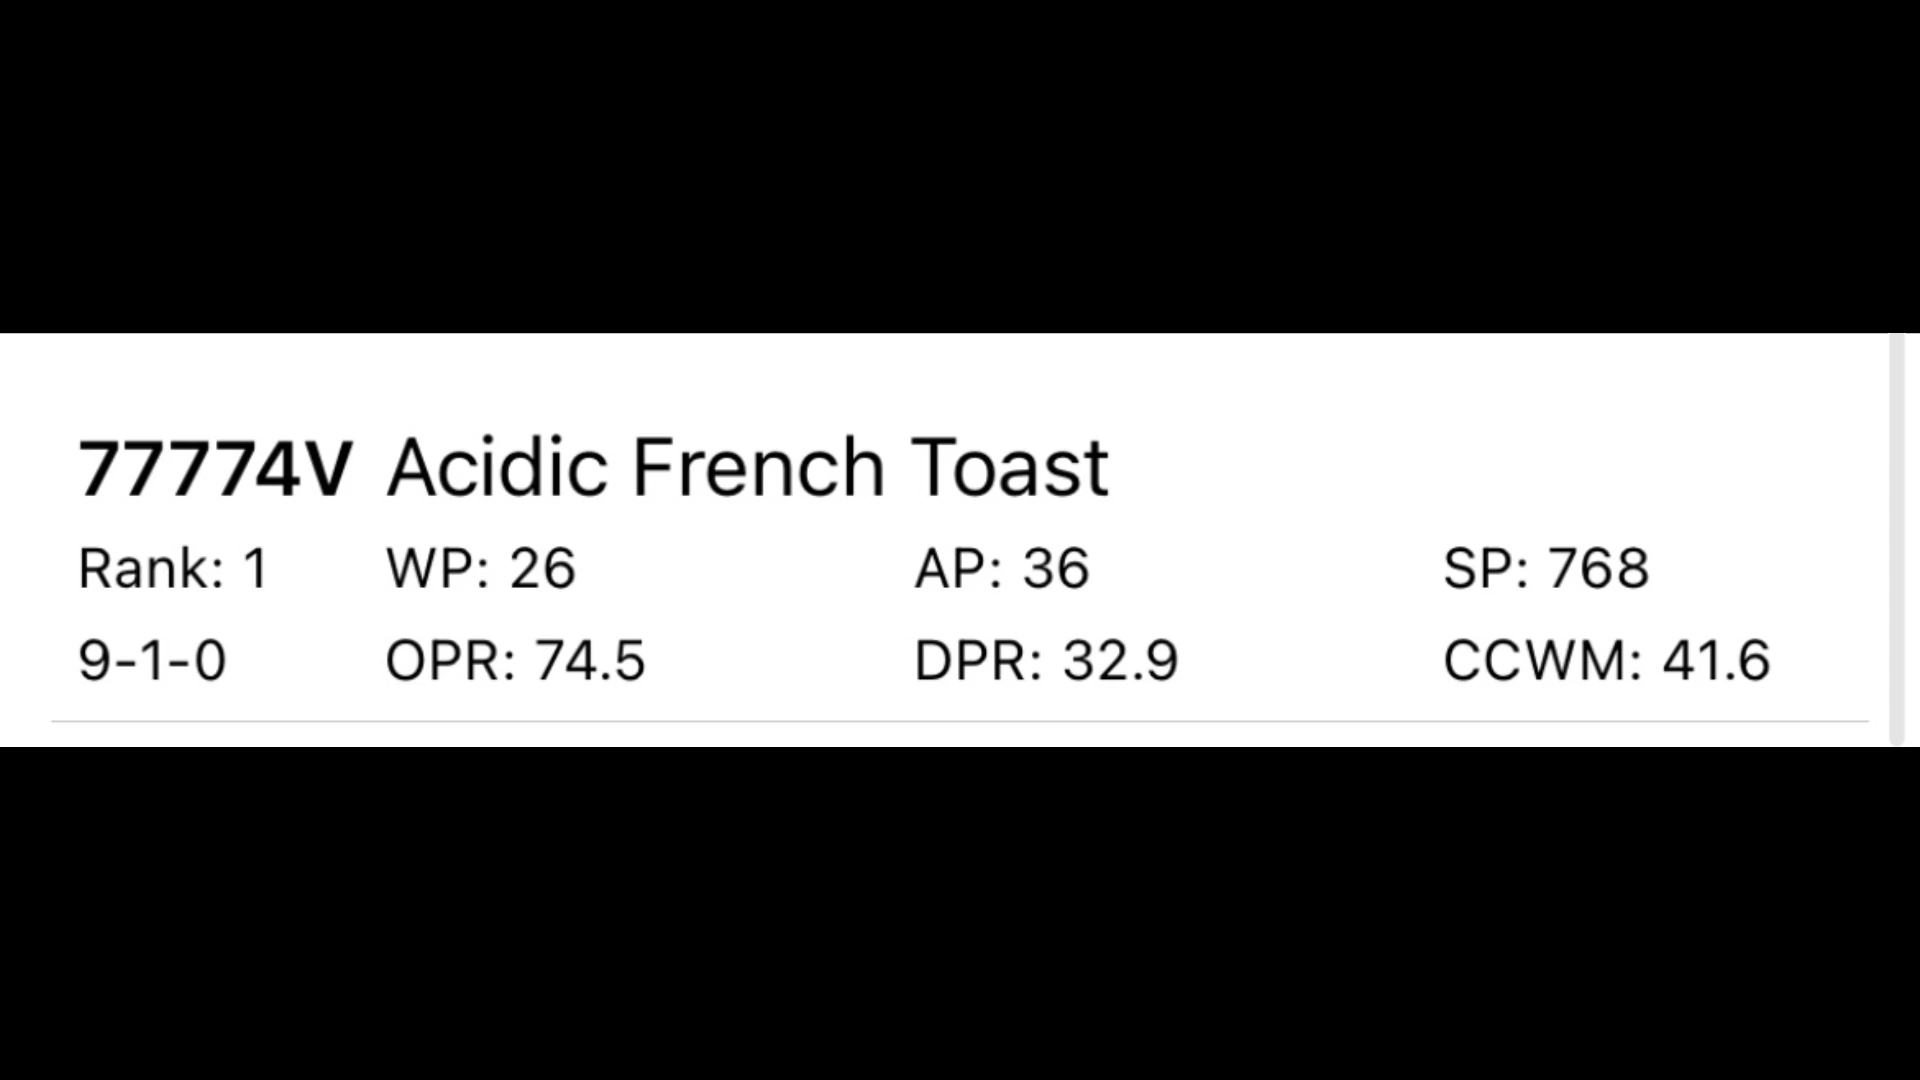 77774V Acidic French Toast
Rank: 1 WP: 26 AP: 36 SP: 768
9-1-0 OPR: 74.5 DPR: 32.9 CCWM: 41.6